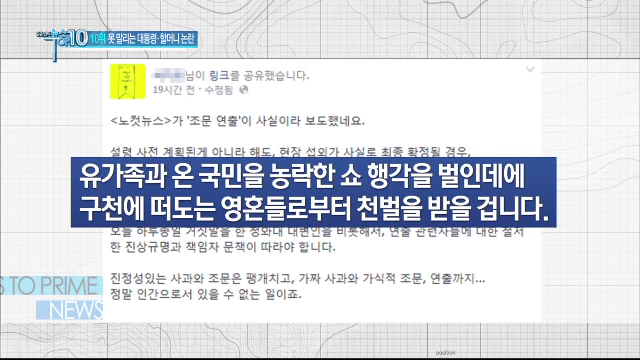 TOP10
10위 못 말리는 대통령·할머니 논란
님이 링크를 공유했습니다.
19시간 전 · 수정됨
<노컷뉴스>가 '조문 연출'이 사실이라 보도했네요.
설령 사전 계획된게 아니라 해도, 현장 섭외가 사실로 최종 확정될 경우,
유가족과 온 국민을 농락한 쇼 행각을 벌인데에
구천에 떠도는 영혼들로부터 천벌을 받을 겁니다.
오늘 하루종일 거짓말을 한 청와대 대변인을 비롯해서, 연출 관련자들에 대한 철저
한 진상규명과 책임자 문책이 따라야 합니다.
진정성있는 사과와 조문은 팽개치고, 가짜 사과와 가식적 조문, 연출까지...
정말 인간으로서 있을 수 없는 일이죠.
S TO PRIME
NEWS
position